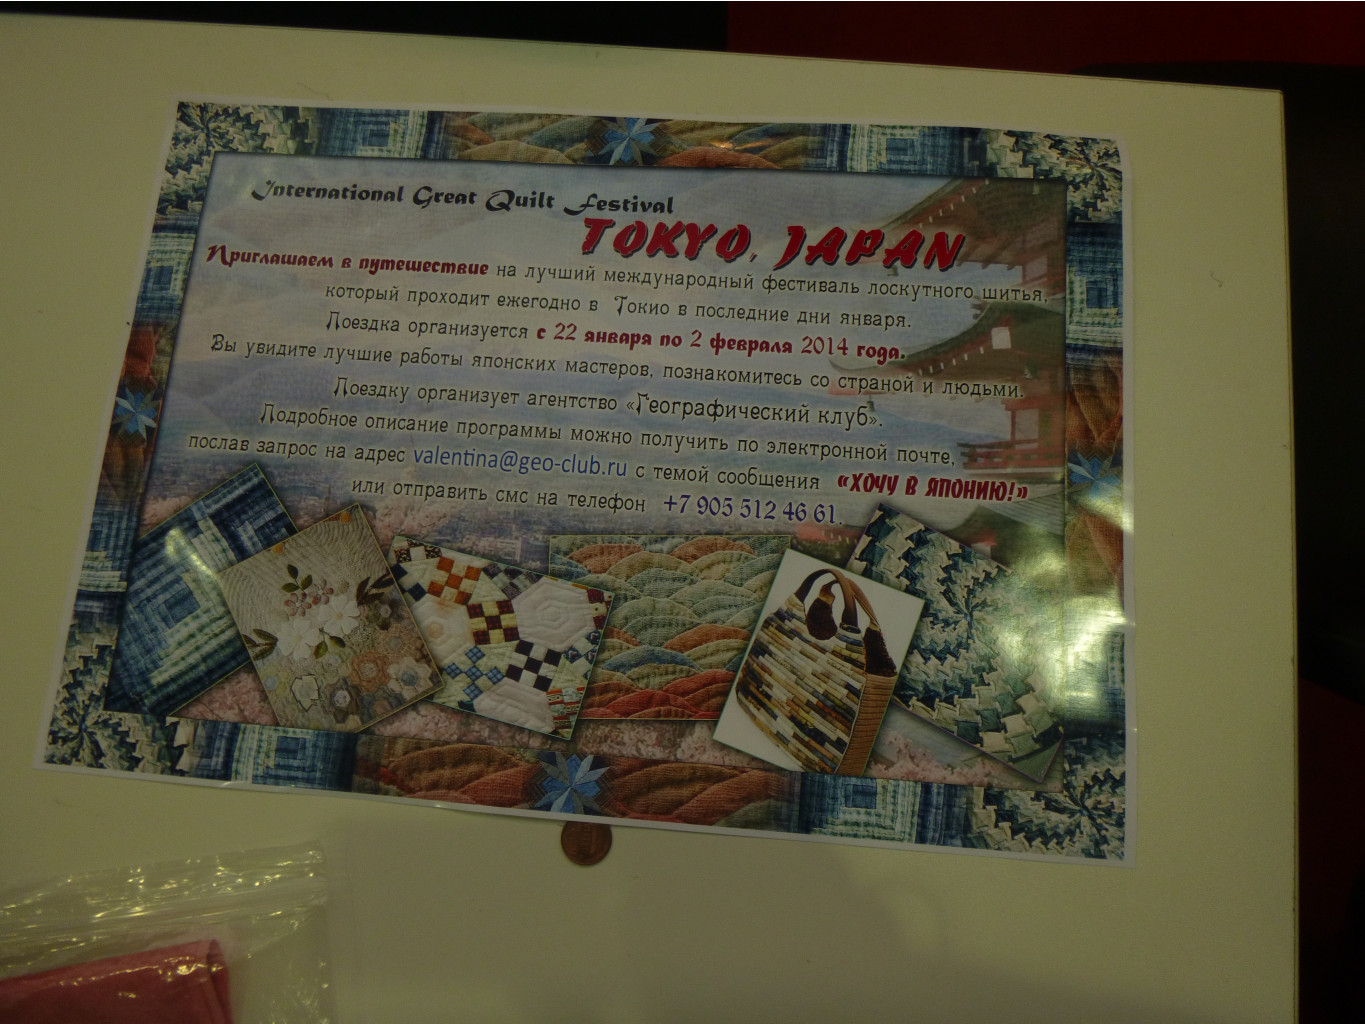 International Great Quilt Festival
TOKYO, JAPAN
Приглашаем в путешествие на лучший международный фестиваль лоскутного шитья,
который проходит ежегодно в Токио в последние дни января.
Поездка организуется с 22 января по 2 февраля 2014 года.
Вы увидите лучшие работы японских мастеров, познакомитесь со страной и людьми.
Поездку организует агентство «Географический клуб».
Подробное описание программы можно получить по электронной почте,
послав запрос на адрес valentina@geo-club.ru с темой сообщения «ХОЧУ В ЯПОНИЮ!»
или отправить смс на телефон +7 905 512 46 61.